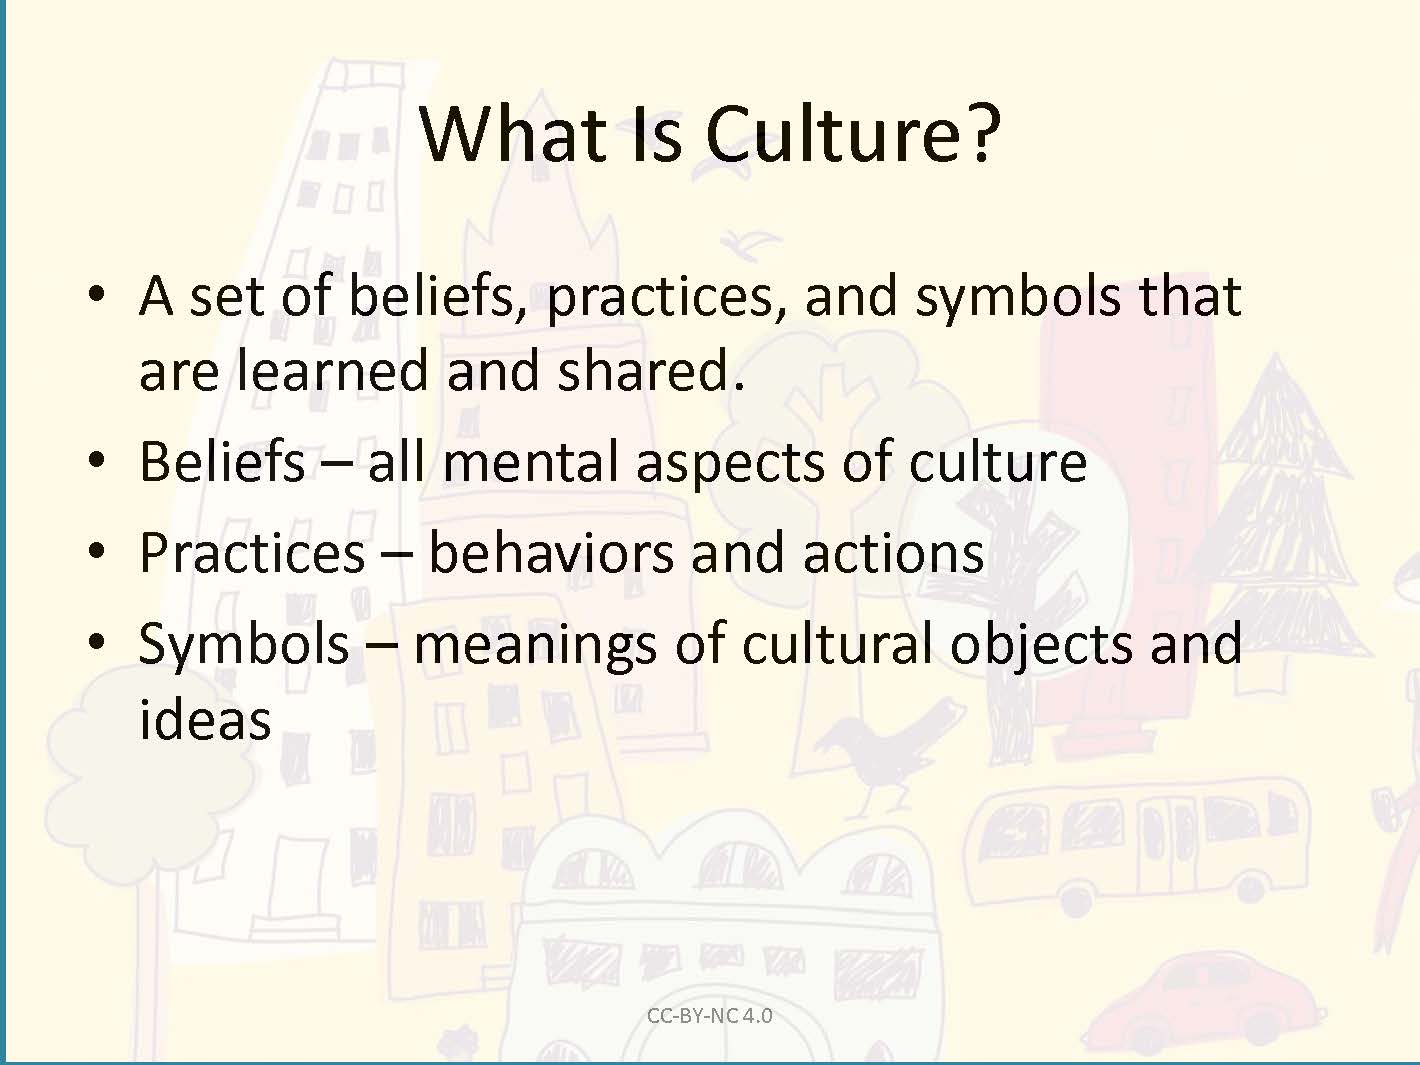 What Is Culture?
• A set of beliefs, practices, and symbols that
are learned and shared.
• Beliefs – all mental aspects of culture
• Practices – behaviors and actions
• Symbols – meanings of cultural objects and
ideas
CC-BY-NC 4.0